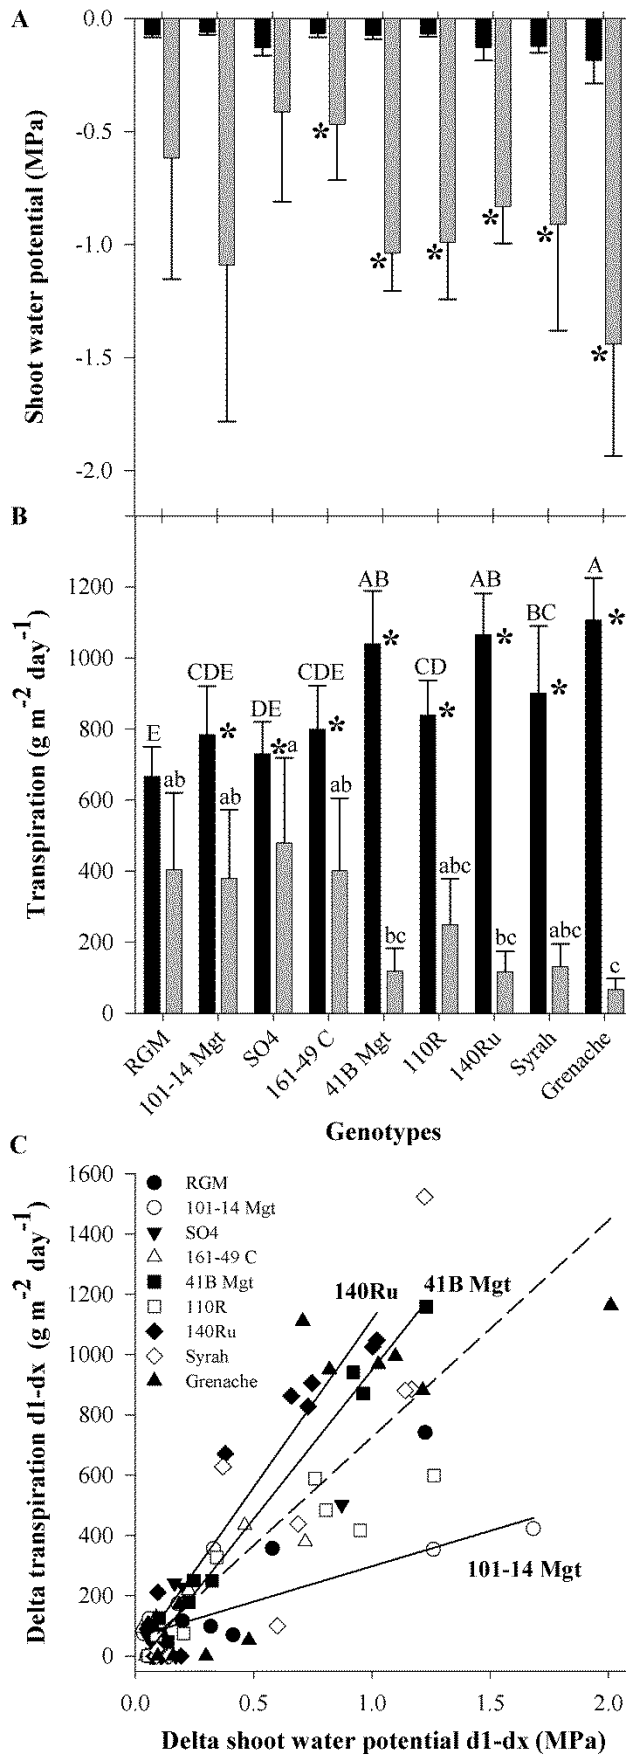 A
0.0
-0.5
-1.0
-1.5
-2.0
Shoot water potential (MPa)
* * * * * *
B
1200
1000
800
600
400
200
0
Transpiration (g m⁻² day⁻¹)
E CDE DE CDE AB CD AB BC A
* * * * * * * *
ab ab a ab bc abc bc abc c
RGM
101-14 Mgt
SO4
161-49 C
41B Mgt
110R
140Ru
Syrah
Grenache
Genotypes
C
1600
1400
1200
1000
800
600
400
200
0
Delta transpiration d1-dx (g m⁻² day⁻¹)
RGM
101-14 Mgt
SO4
161-49 C
41B Mgt
110R
140Ru
Syrah
Grenache
140Ru
41B Mgt
101-14 Mgt
0.0 0.5 1.0 1.5 2.0
Delta shoot water potential d1-dx (MPa)